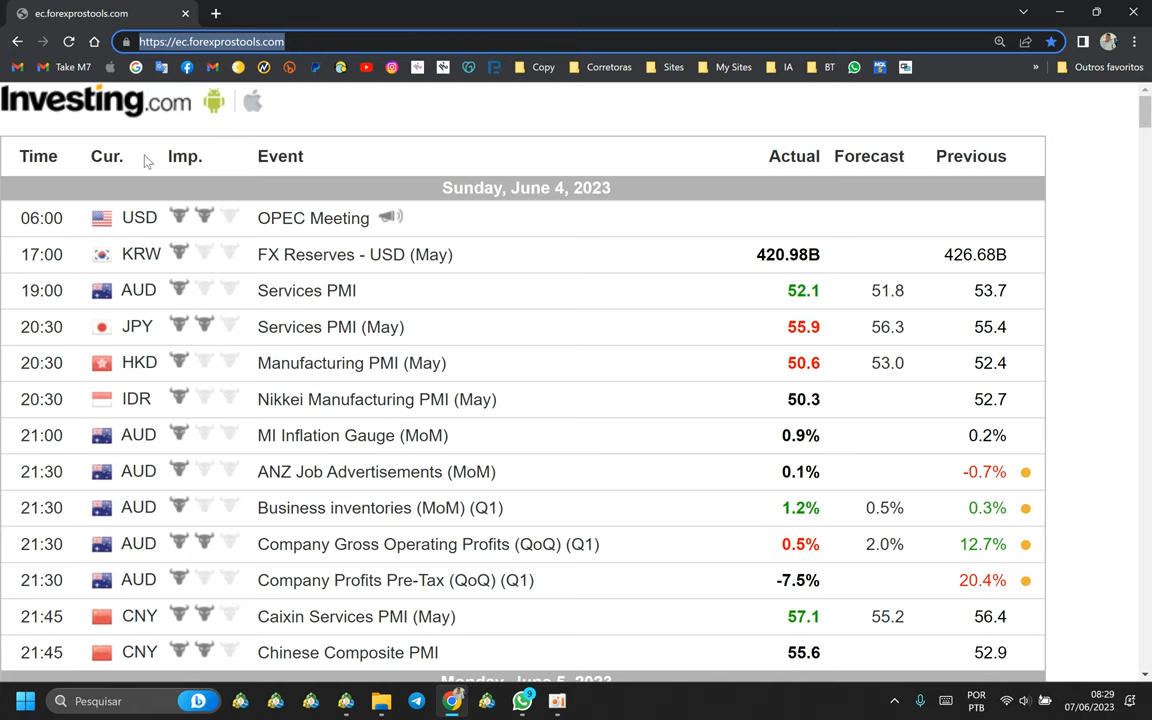 ec.forexprostools.com
https://ec.forexprostools.com
Take M7
Copy
Corretoras
Sites
My Sites
IA
BT
»
Outros favoritos
Investing.com
Time Cur. Imp. Event Actual Forecast Previous
Sunday, June 4, 2023
06:00 USD OPEC Meeting
17:00 KRW FX Reserves - USD (May) 420.98B 426.68B
19:00 AUD Services PMI 52.1 51.8 53.7
20:30 JPY Services PMI (May) 55.9 56.3 55.4
20:30 HKD Manufacturing PMI (May) 50.6 53.0 52.4
20:30 IDR Nikkei Manufacturing PMI (May) 50.3 52.7
21:00 AUD MI Inflation Gauge (MoM) 0.9% 0.2%
21:30 AUD ANZ Job Advertisements (MoM) 0.1% -0.7%
21:30 AUD Business inventories (MoM) (Q1) 1.2% 0.5% 0.3%
21:30 AUD Company Gross Operating Profits (QoQ) (Q1) 0.5% 2.0% 12.7%
21:30 AUD Company Profits Pre-Tax (QoQ) (Q1) -7.5% 20.4%
21:45 CNY Caixin Services PMI (May) 57.1 55.2 56.4
21:45 CNY Chinese Composite PMI 55.6 52.9
Monday, June 5, 2023
Pesquisar
9
POR
PTB
08:29
07/06/2023